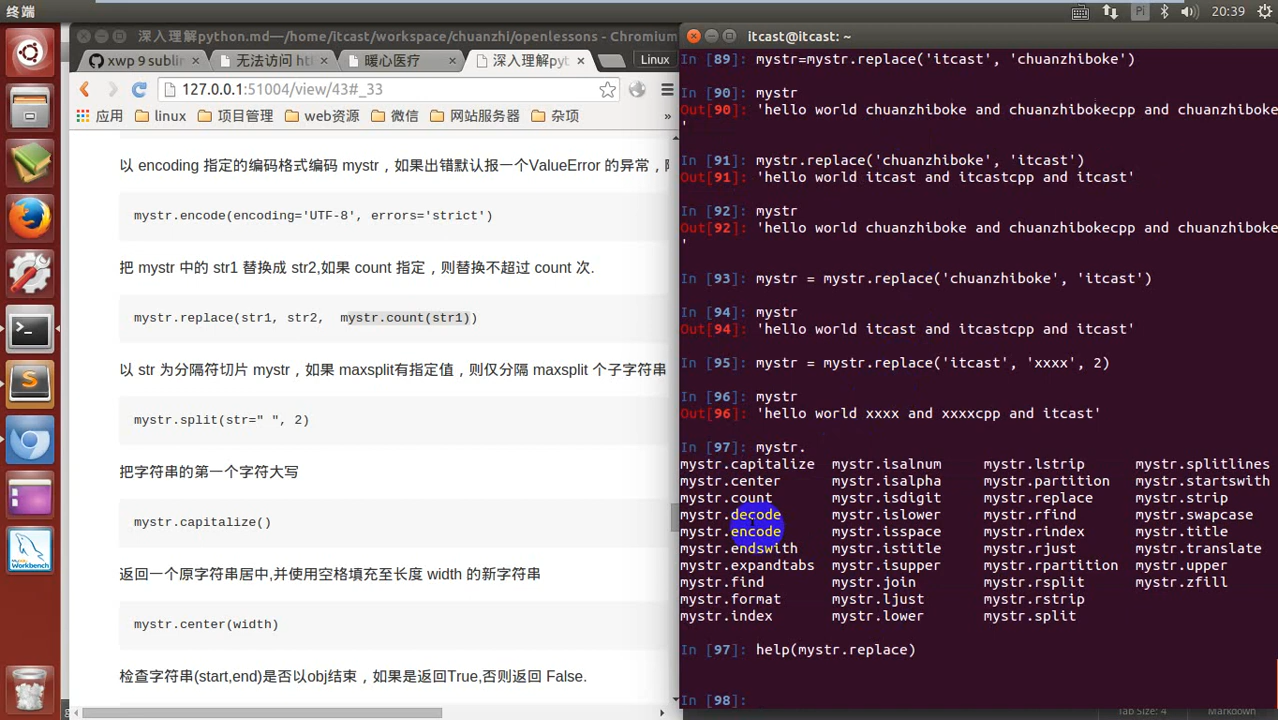 终端
20:39
深入理解python.md—/home/itcast/workspace/chuanzhi/openlessons - Chromium
xwp 9 sublim
无法访问 ht
暖心医疗
深入理解py
Linux
127.0.0.1:51004/view/43#_33
应用 linux 项目管理 web资源 微信 网站服务器 杂项
以 encoding 指定的编码格式编码 mystr，如果出错默认报一个ValueError 的异常，
mystr.encode(encoding='UTF-8', errors='strict')
把 mystr 中的 str1 替换成 str2,如果 count 指定，则替换不超过 count 次.
mystr.replace(str1, str2,  mystr.count(str1))
以 str 为分隔符切片 mystr，如果 maxsplit有指定值，则仅分隔 maxsplit 个子字符串
mystr.split(str=" ", 2)
把字符串的第一个字符大写
mystr.capitalize()
返回一个原字符串居中,并使用空格填充至长度 width 的新字符串
mystr.center(width)
检查字符串(start,end)是否以obj结束，如果是返回True,否则返回 False.
itcast@itcast: ~
In [89]: mystr=mystr.replace('itcast', 'chuanzhiboke')
In [90]: mystr
Out[90]: 'hello world chuanzhiboke and chuanzhibokecpp and chuanzhiboke
'
In [91]: mystr.replace('chuanzhiboke', 'itcast')
Out[91]: 'hello world itcast and itcastcpp and itcast'
In [92]: mystr
Out[92]: 'hello world chuanzhiboke and chuanzhibokecpp and chuanzhiboke
'
In [93]: mystr = mystr.replace('chuanzhiboke', 'itcast')
In [94]: mystr
Out[94]: 'hello world itcast and itcastcpp and itcast'
In [95]: mystr = mystr.replace('itcast', 'xxxx', 2)
In [96]: mystr
Out[96]: 'hello world xxxx and xxxxcpp and itcast'
In [97]: mystr.
mystr.capitalize mystr.isalnum mystr.lstrip mystr.splitlines
mystr.center mystr.isalpha mystr.partition mystr.startswith
mystr.count mystr.isdigit mystr.replace mystr.strip
mystr.decode mystr.islower mystr.rfind mystr.swapcase
mystr.encode mystr.isspace mystr.rindex mystr.title
mystr.endswith mystr.istitle mystr.rjust mystr.translate
mystr.expandtabs mystr.isupper mystr.rpartition mystr.upper
mystr.find mystr.join mystr.rsplit mystr.zfill
mystr.format mystr.ljust mystr.rstrip
mystr.index mystr.lower mystr.split
In [97]: help(mystr.replace)
In [98]:
Tab Size: 4 Markdown